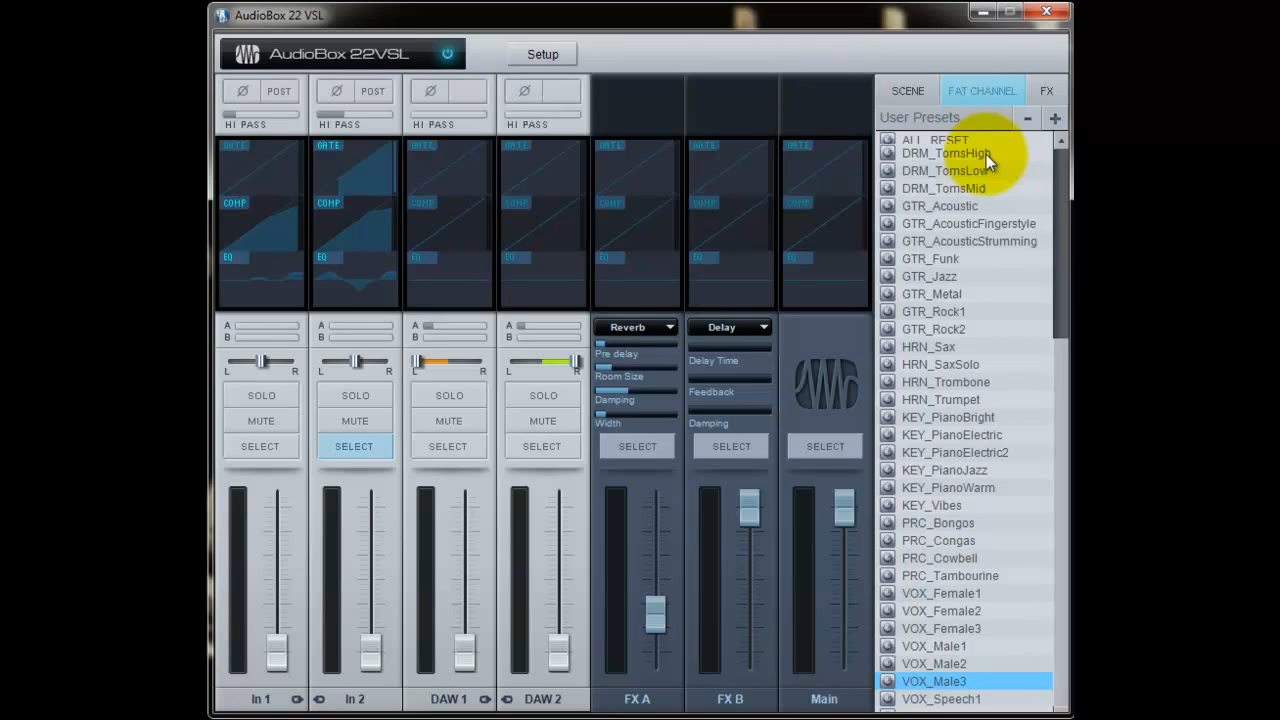 AudioBox 22 VSL
AudioBox 22VSL
Setup
POST
POST
HI PASS
HI PASS
HI PASS
HI PASS
SCENE
FAT CHANNEL
FX
User Presets
- +
GATE GATE GATE GATE GATE GATE GATE
COMP COMP COMP COMP COMP COMP COMP
EQ EQ EQ EQ EQ EQ EQ
A A A A
B B B B
L R L R L R L R
Reverb
Pre delay
Room Size
Damping
Width
Delay
Delay Time
Feedback
Damping
SOLO SOLO SOLO SOLO
MUTE MUTE MUTE MUTE
SELECT SELECT SELECT SELECT SELECT SELECT SELECT
In 1
In 2
DAW 1
DAW 2
FX A
FX B
Main
ALL_RESET
DRM_TomsHigh
DRM_TomsLow
DRM_TomsMid
GTR_Acoustic
GTR_AcousticFingerstyle
GTR_AcousticStrumming
GTR_Funk
GTR_Jazz
GTR_Metal
GTR_Rock1
GTR_Rock2
HRN_Sax
HRN_SaxSolo
HRN_Trombone
HRN_Trumpet
KEY_PianoBright
KEY_PianoElectric
KEY_PianoElectric2
KEY_PianoJazz
KEY_PianoWarm
KEY_Vibes
PRC_Bongos
PRC_Congas
PRC_Cowbell
PRC_Tambourine
VOX_Female1
VOX_Female2
VOX_Female3
VOX_Male1
VOX_Male2
VOX_Male3
VOX_Speech1